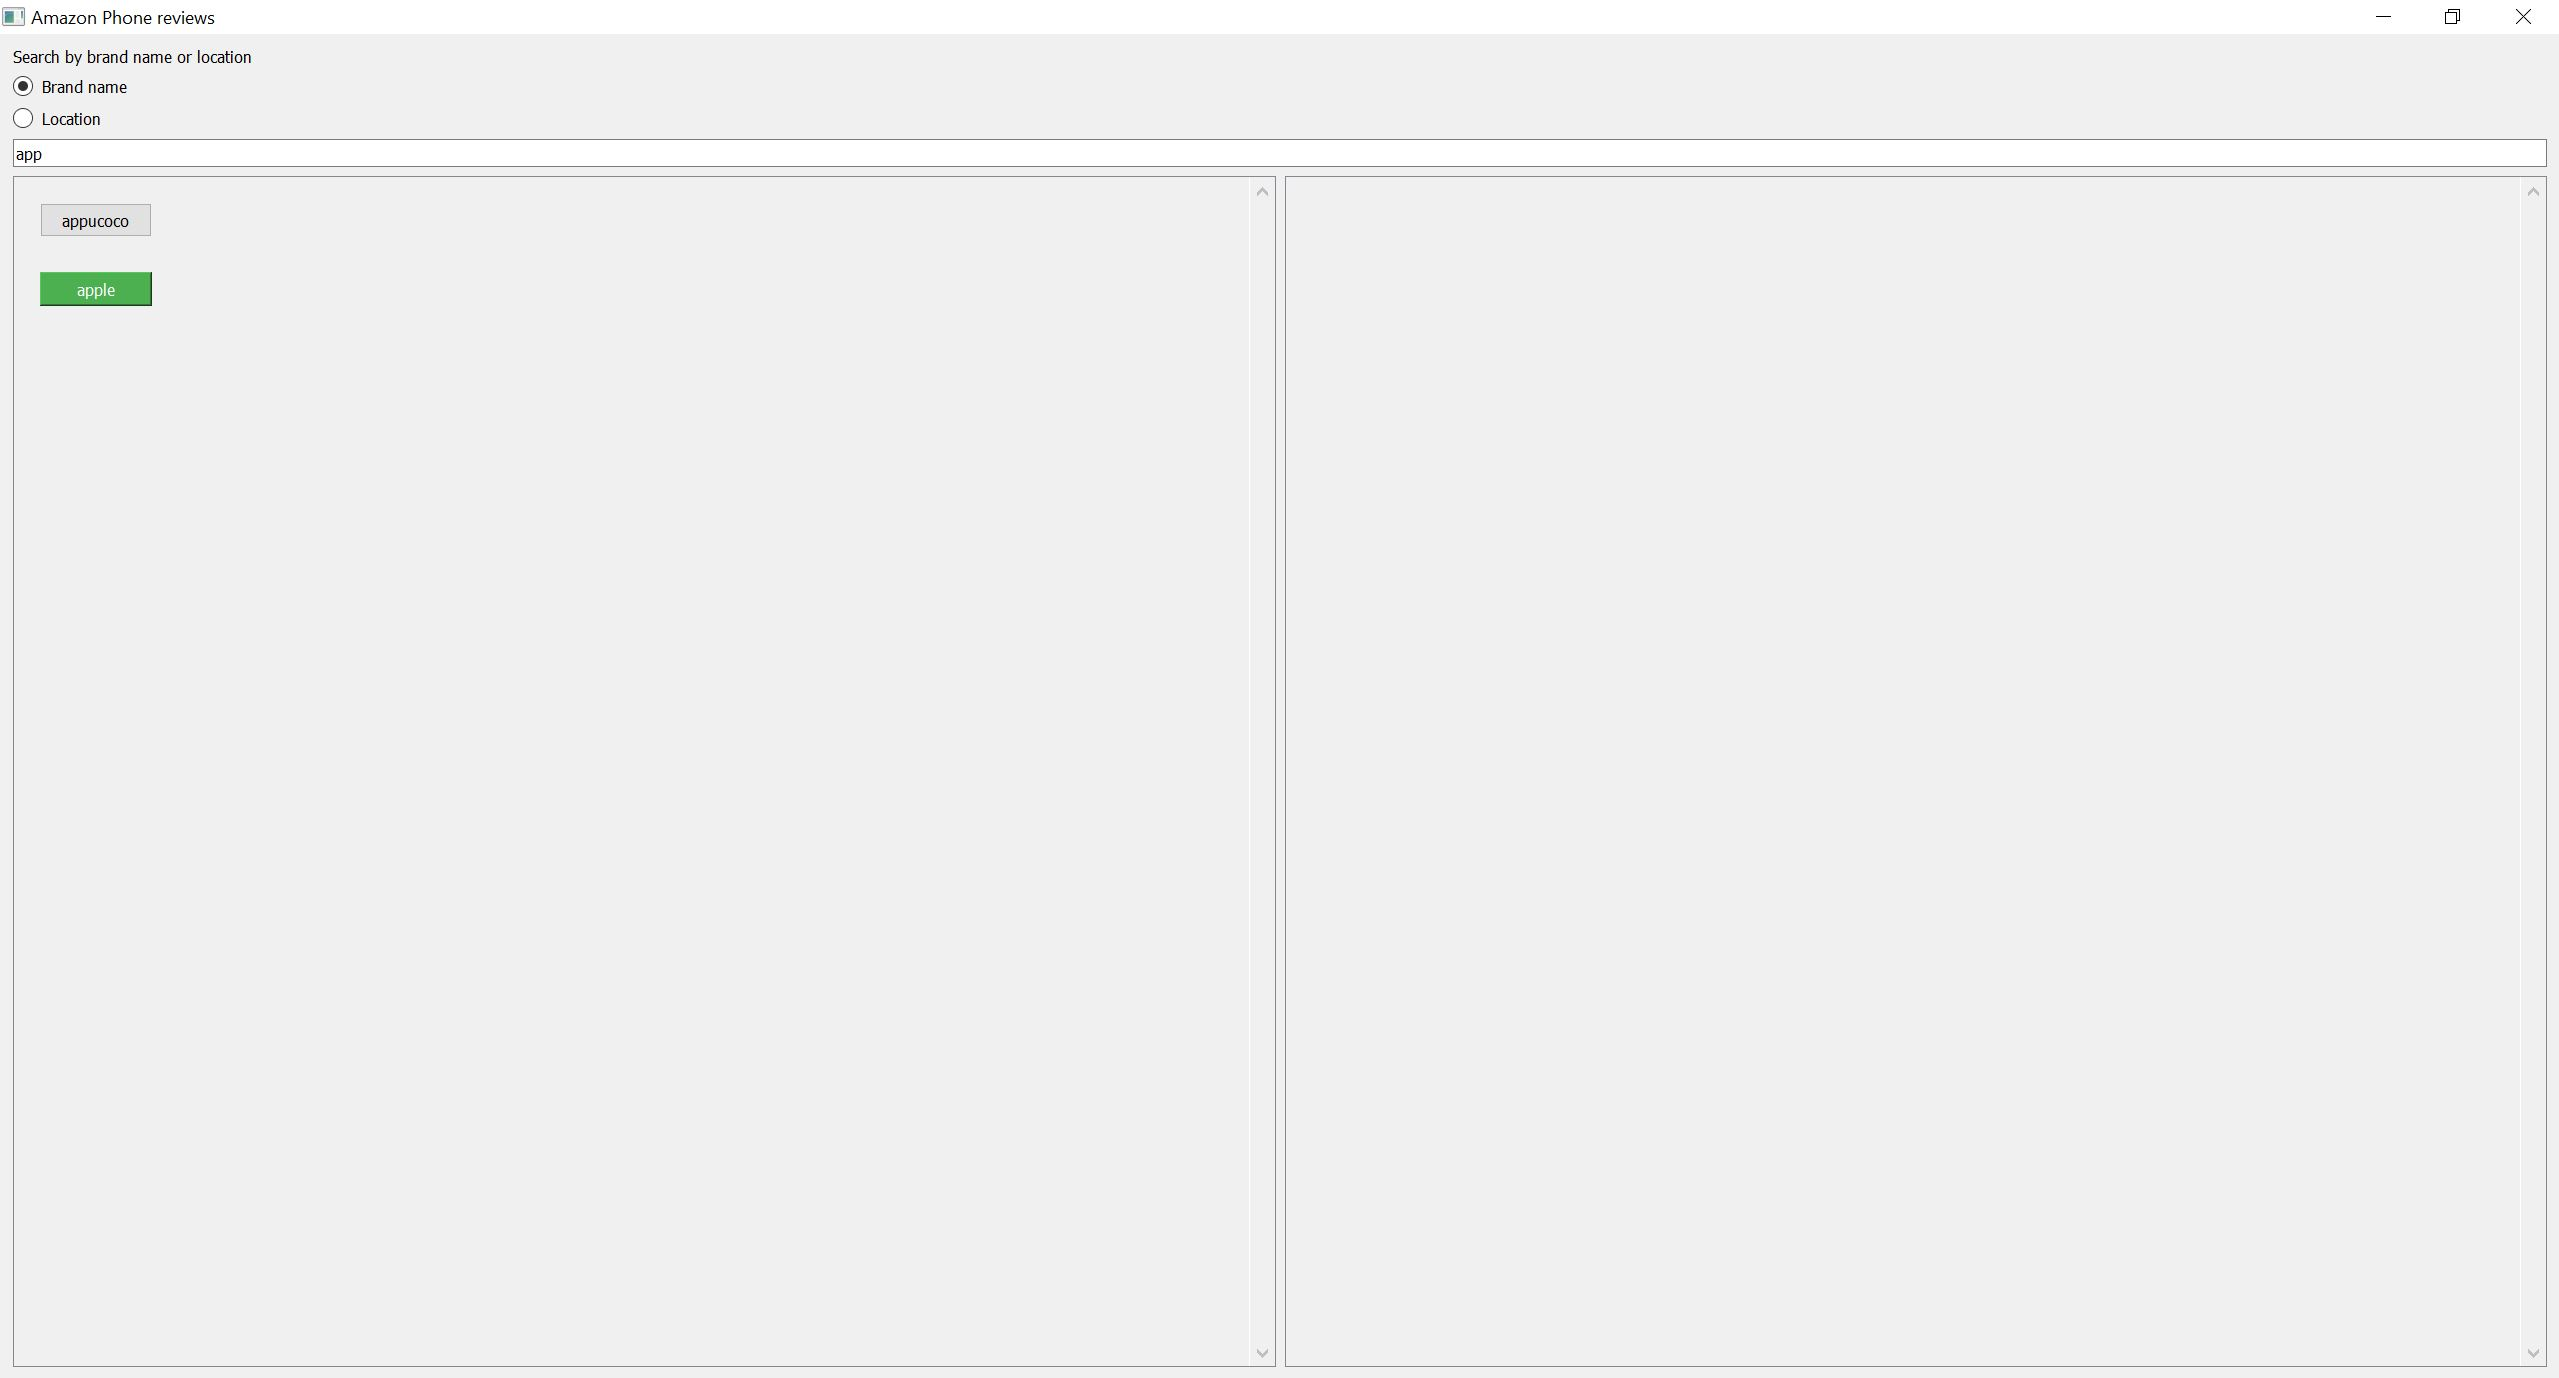 Amazon Phone reviews
Search by brand name or location
Brand name
Location
app
appucoco
apple